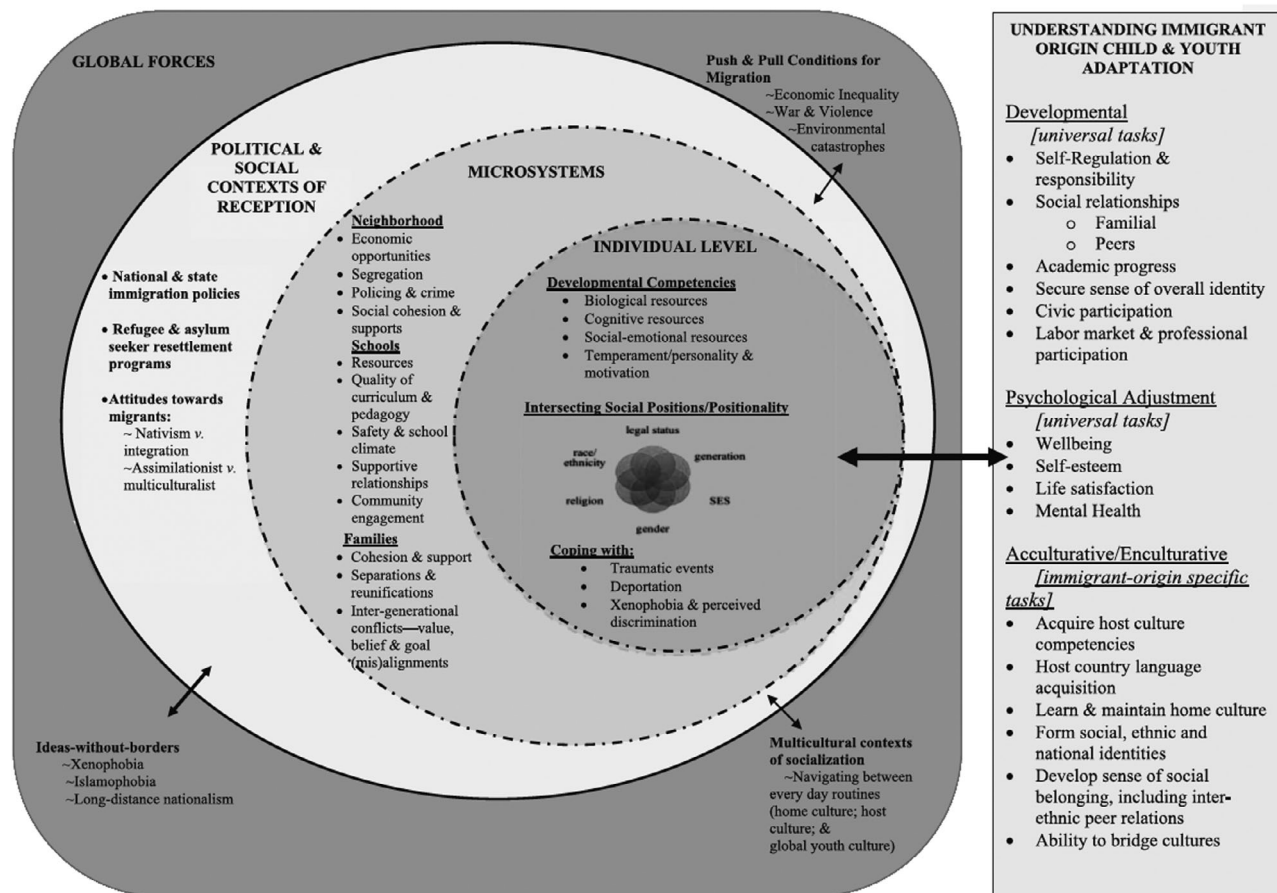 GLOBAL FORCES
Push & Pull Conditions for
Migration
~Economic Inequality
~War & Violence
~Environmental
catastrophes
POLITICAL &
SOCIAL
CONTEXTS OF
RECEPTION
• National & state
immigration policies
• Refugee & asylum
seeker resettlement
programs
•Attitudes towards
migrants:
~ Nativism v.
integration
~Assimilationist v.
multiculturalist
MICROSYSTEMS
Neighborhood
• Economic
opportunities
• Segregation
• Policing & crime
• Social cohesion &
supports
Schools
• Resources
• Quality of
curriculum &
pedagogy
• Safety & school
climate
• Supportive
relationships
• Community
engagement
Families
• Cohesion & support
• Separations &
reunifications
• Inter-generational
conflicts—value,
belief & goal
(mis)alignments
INDIVIDUAL LEVEL
Developmental Competencies
• Biological resources
• Cognitive resources
• Social-emotional resources
• Temperament/personality &
motivation
Intersecting Social Positions/Positionality
legal status
race/
ethnicity
generation
religion
SES
gender
Coping with:
• Traumatic events
• Deportation
• Xenophobia & perceived
discrimination
Ideas-without-borders
~Xenophobia
~Islamophobia
~Long-distance nationalism
Multicultural contexts
of socialization
~Navigating between
every day routines
(home culture; host
culture; &
global youth culture)
UNDERSTANDING IMMIGRANT
ORIGIN CHILD & YOUTH
ADAPTATION
Developmental
[universal tasks]
• Self-Regulation &
responsibility
• Social relationships
o Familial
o Peers
• Academic progress
• Secure sense of overall identity
• Civic participation
• Labor market & professional
participation
Psychological Adjustment
[universal tasks]
• Wellbeing
• Self-esteem
• Life satisfaction
• Mental Health
Acculturative/Enculturative
[immigrant-origin specific
tasks]
• Acquire host culture
competencies
• Host country language
acquisition
• Learn & maintain home culture
• Form social, ethnic and
national identities
• Develop sense of social
belonging, including inter-
ethnic peer relations
• Ability to bridge cultures